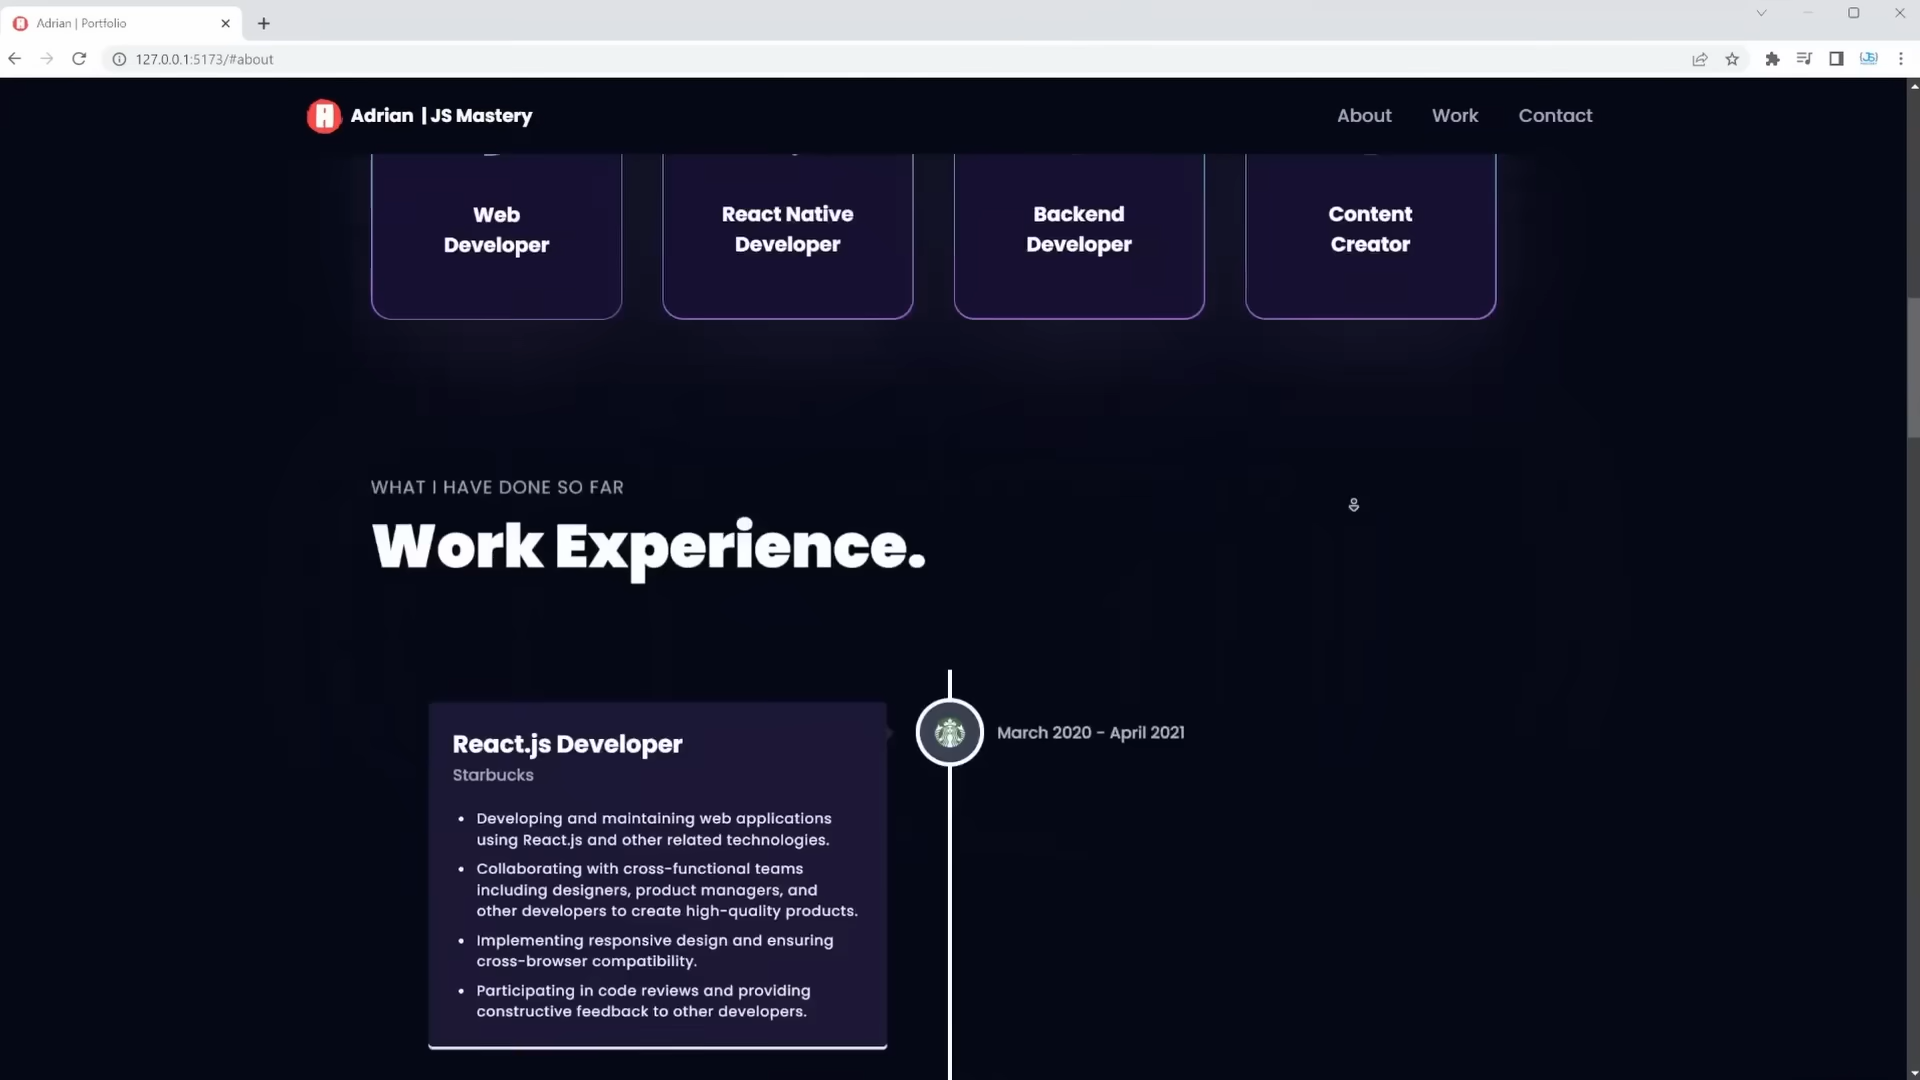 Adrian | Portfolio
127.0.0.1:5173/#about
Adrian | JS Mastery
About
Work
Contact
Web
Developer
React Native
Developer
Backend
Developer
Content
Creator
WHAT I HAVE DONE SO FAR
Work Experience.
React.js Developer
Starbucks
March 2020 - April 2021
• Developing and maintaining web applications
using React.js and other related technologies.
• Collaborating with cross-functional teams
including designers, product managers, and
other developers to create high-quality products.
• Implementing responsive design and ensuring
cross-browser compatibility.
• Participating in code reviews and providing
constructive feedback to other developers.